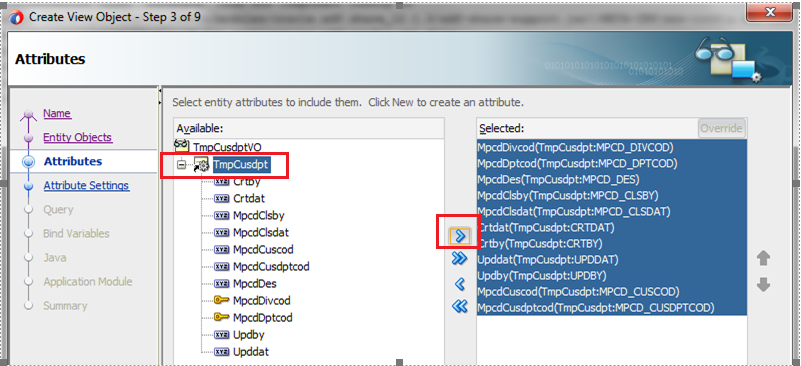 Create View Object - Step 3 of 9
Attributes
Name
Entity Objects
Attributes
Attribute Settings
Query
Bind Variables
Java
Application Module
Summary
Select entity attributes to include them. Click New to create an attribute.
Available:
TmpCusdptVO
TmpCusdpt
Crtby
Crtdat
MpcdClsby
MpcdClsdat
MpcdCuscod
MpcdCusdptcod
MpcdDes
MpcdDivcod
MpcdDptcod
Updby
Upddat
Selected:
Override
MpcdDivcod(TmpCusdpt:MPCD_DIVCOD)
MpcdDptcod(TmpCusdpt:MPCD_DPTCOD)
MpcdDes(TmpCusdpt:MPCD_DES)
MpcdClsby(TmpCusdpt:MPCD_CLSBY)
MpcdClsdat(TmpCusdpt:MPCD_CLSDAT)
Crtdat(TmpCusdpt:CRTDAT)
Crtby(TmpCusdpt:CRTBY)
Upddat(TmpCusdpt:UPDDAT)
Updby(TmpCusdpt:UPDBY)
MpcdCuscod(TmpCusdpt:MPCD_CUSCOD)
MpcdCusdptcod(TmpCusdpt:MPCD_CUSDPTCOD)